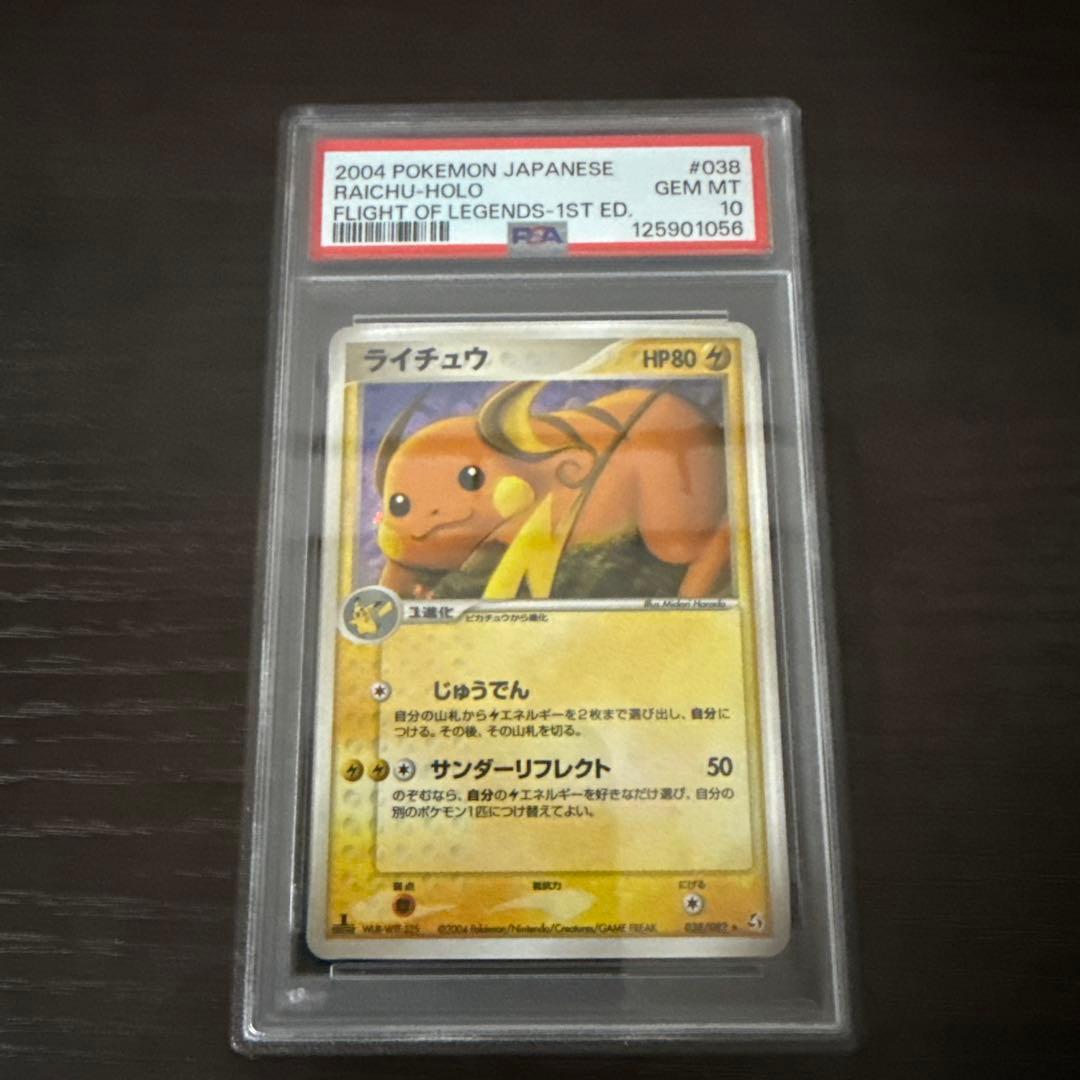 2004 POKEMON JAPANESE #038
RAICHU-HOLO GEM MT
FLIGHT OF LEGENDS-1ST ED. 10
PSA 125901056
ライチュウ HP80
Illus. Midori Harada
1進化 ピカチュウから進化
じゅうでん
自分の山札からエネルギーを2枚まで選び出し、自分に
つける。その後、その山札を切る。
サンダーリフレクト 50
のぞむなら、自分のエネルギーを好きなだけ選び、自分の
別のポケモン1匹につけ替えてよい。
弱点 抵抗力 にげる
1 ©2004 Pokémon/Nintendo/Creatures/GAME FREAK 038/082 ★